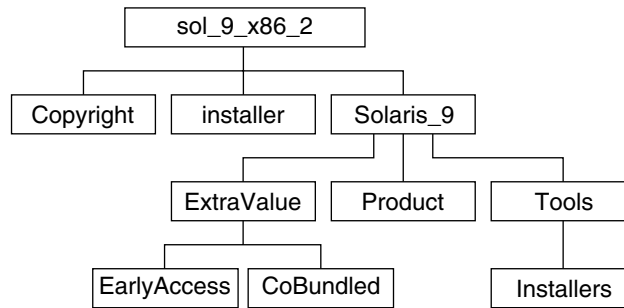 sol_9_x86_2
Copyright
installer
Solaris_9
ExtraValue
Product
Tools
EarlyAccess
CoBundled
Installers